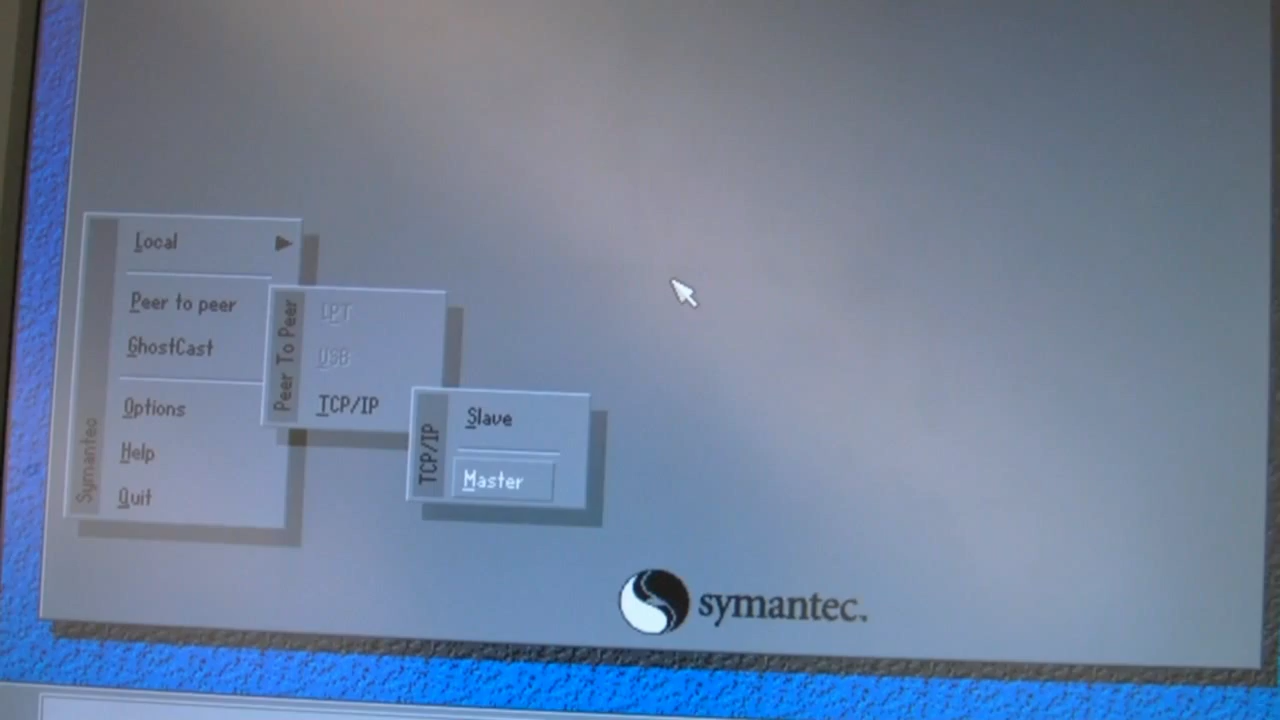 Symantec
Local
Peer to peer
GhostCast
Options
Help
Quit
Peer To Peer
LPT
USB
TCP/IP
TCP/IP
Slave
Master
symantec.